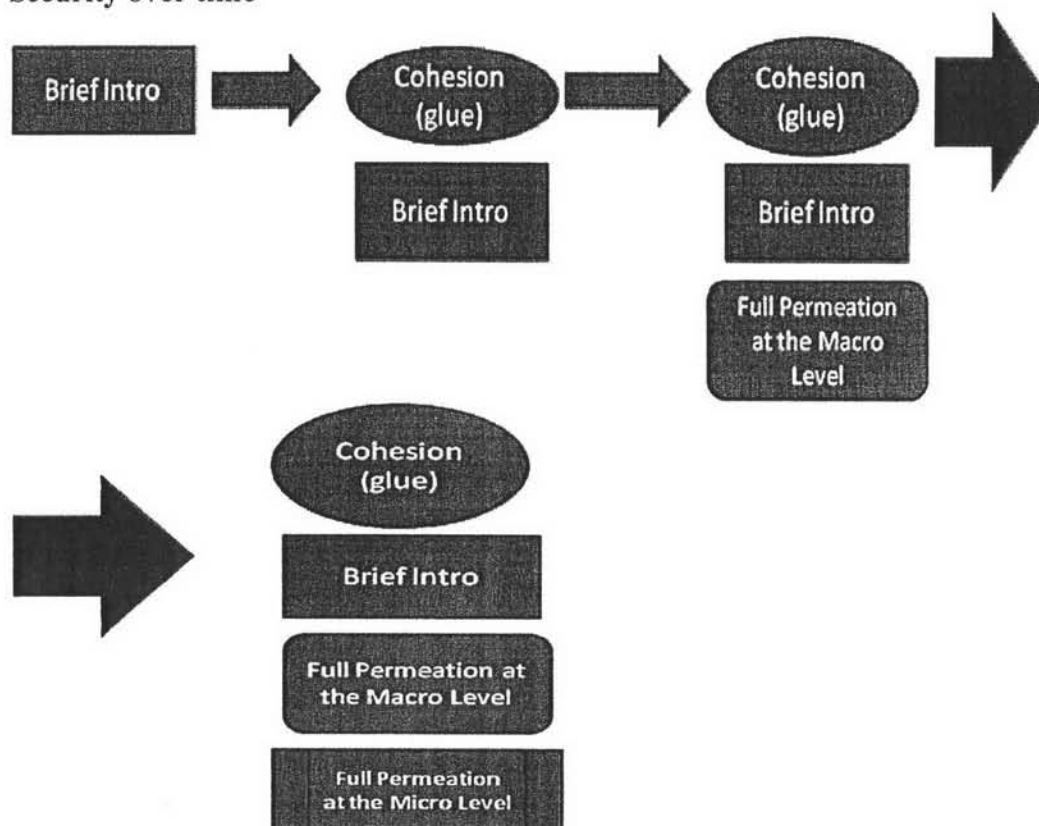 Security over time
Brief Intro
Cohesion
(glue)
Brief Intro
Cohesion
(glue)
Brief Intro
Full Permeation
at the Macro
Level
Cohesion
(glue)
Brief Intro
Full Permeation at
the Macro Level
Full Permeation
at the Micro Level